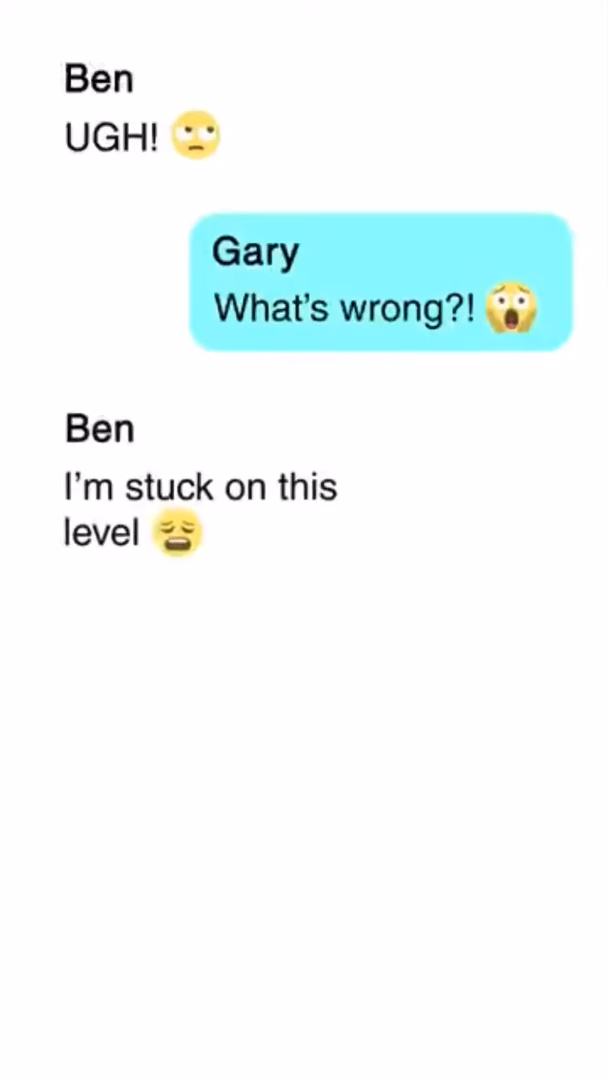 Ben
UGH! 🙄
Gary
What's wrong?! 😱
Ben
I'm stuck on this
level 😩